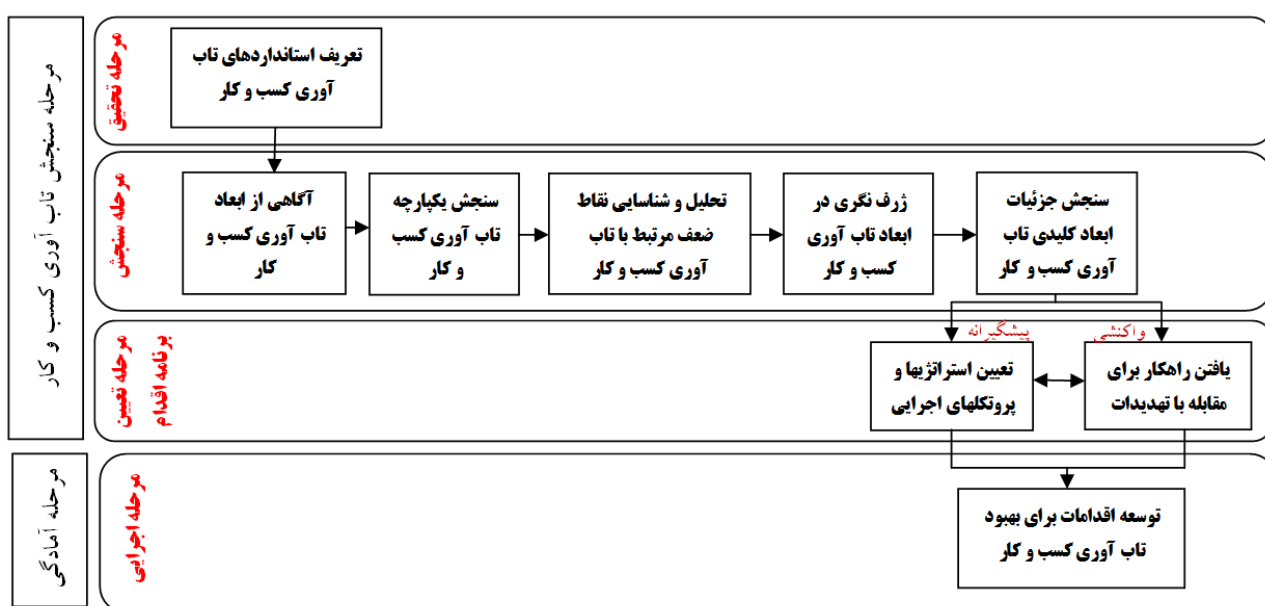 مرحله سنجش تاب آوری کسب و کار
مرحله تحقیق
تعریف استانداردهای تاب
آوری کسب و کار
مرحله سنجش
آگاهی از ابعاد
تاب آوری کسب و
کار
سنجش یکپارچه
تاب آوری کسب
و کار
تحلیل و شناسایی نقاط
ضعف مرتبط با تاب
آوری کسب و کار
ژرف نگری در
ابعاد تاب آوری
کسب و کار
سنجش جزئیات
ابعاد کلیدی تاب
آوری کسب و کار
مرحله تعیین
برنامه اقدام
پیشگیرانه
تعیین استراتژیها و
پروتکلهای اجرایی
واکنشی
یافتن راهکار برای
مقابله با تهدیدات
مرحله آمادگی
مرحله اجرایی
توسعه اقدامات برای بهبود
تاب آوری کسب و کار